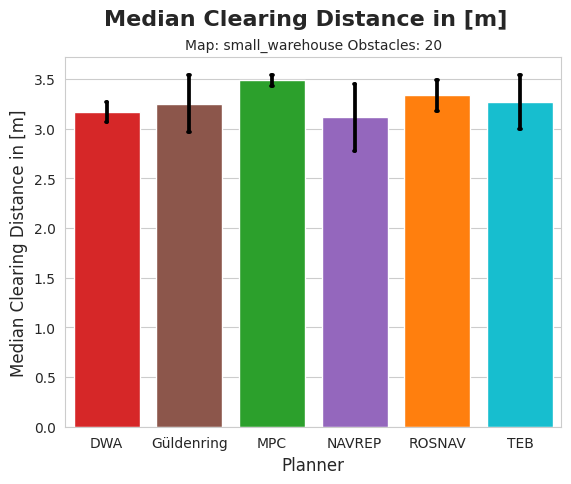 Median Clearing Distance in [m]
Map: small_warehouse Obstacles: 20
Median Clearing Distance in [m]
3.5
3.0
2.5
2.0
1.5
1.0
0.5
0.0
DWA
Güldenring
MPC
NAVREP
ROSNAV
TEB
Planner